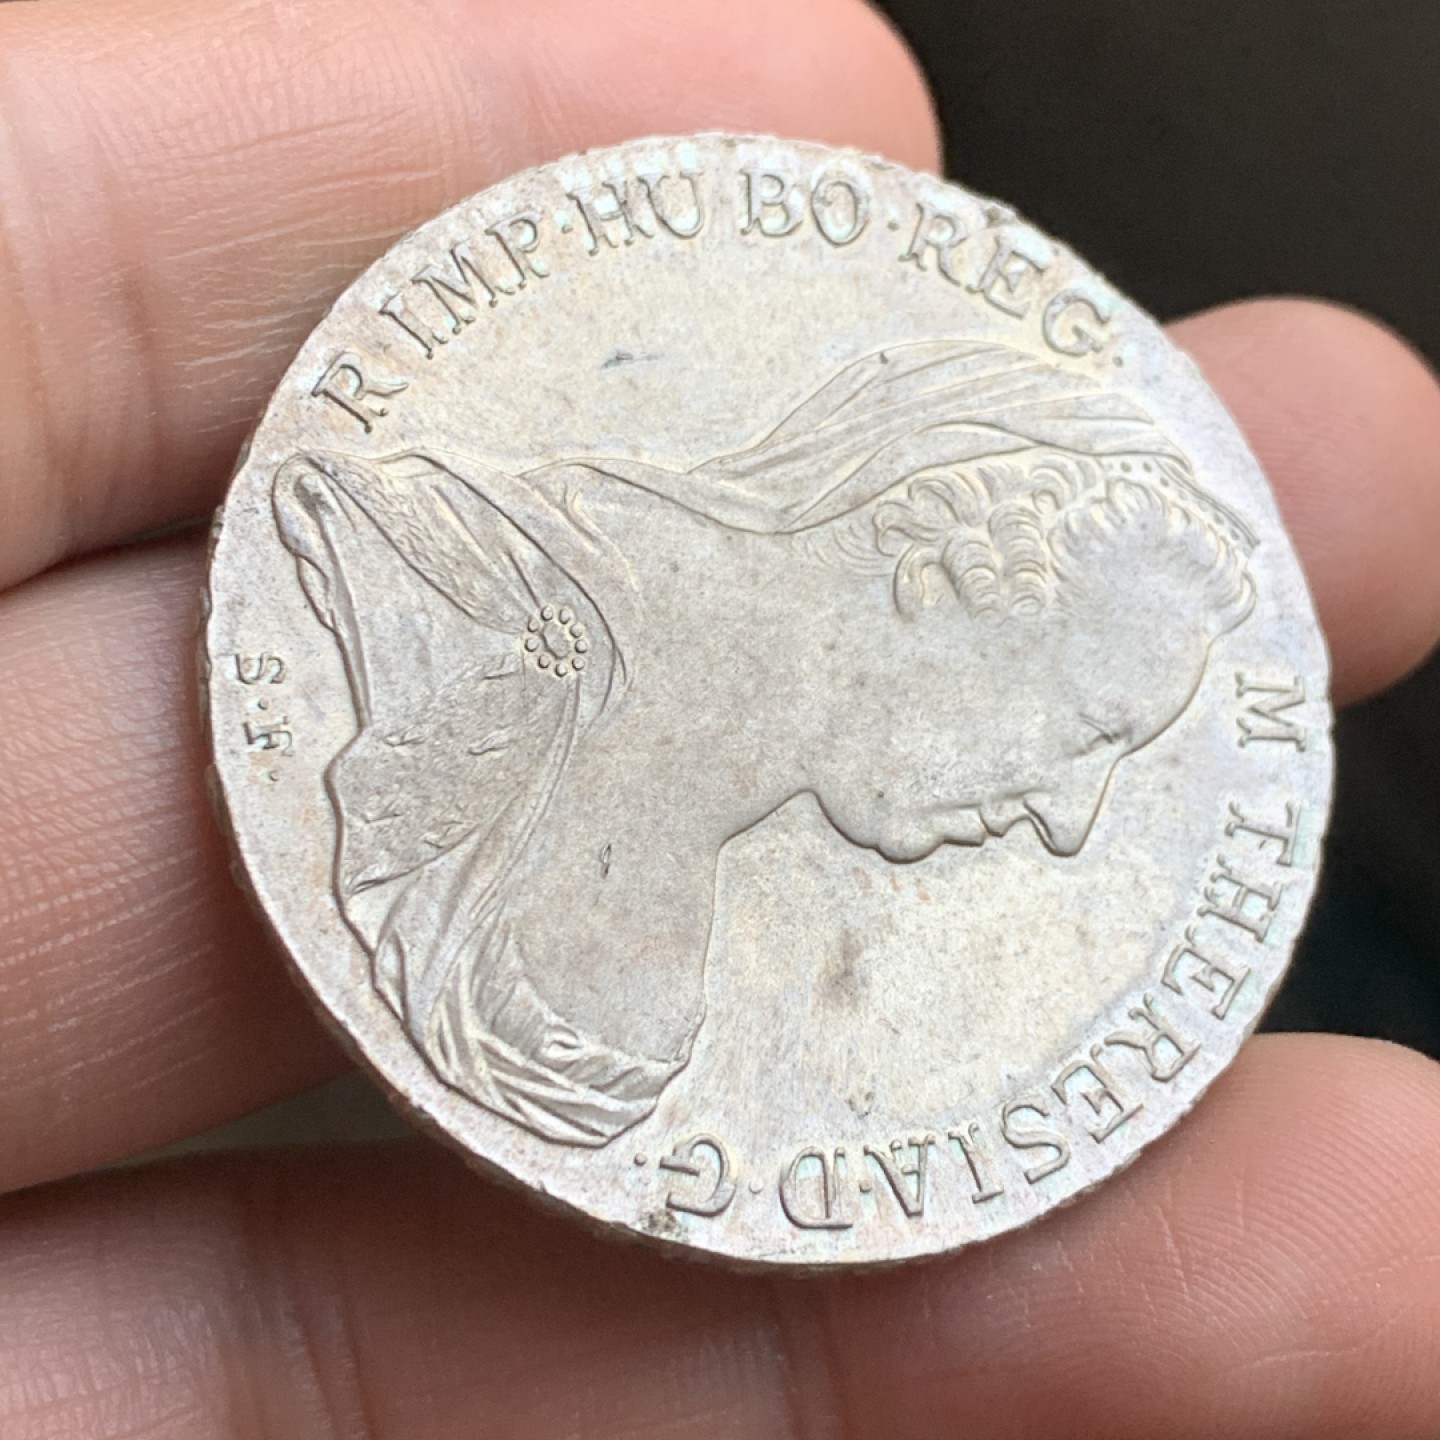 M THERESIA·D·G·
R IMP·HU BO·REG·
S·F·